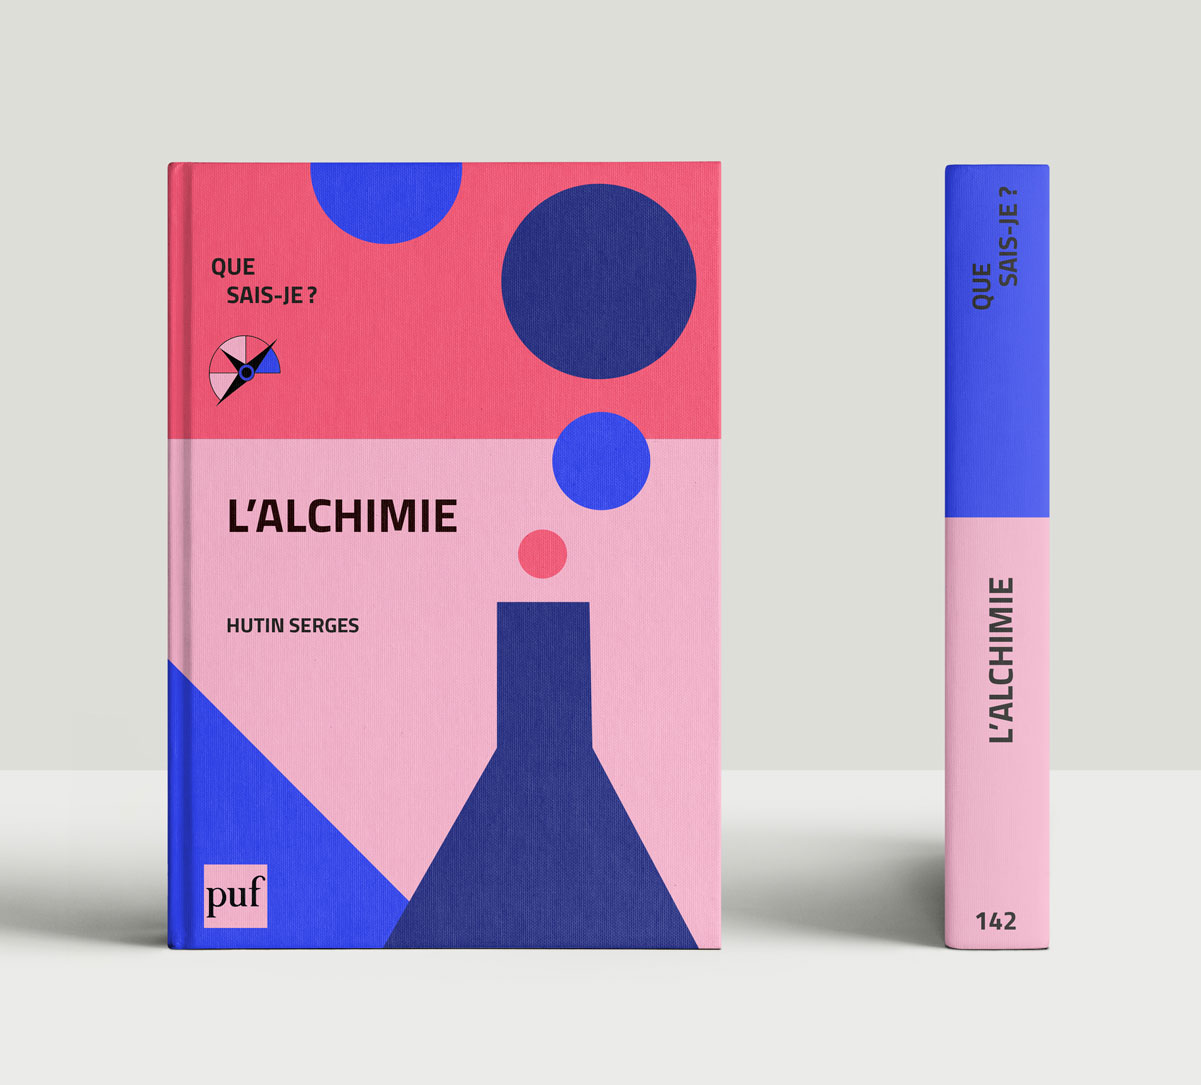 QUE
SAIS-JE ?
L'ALCHIMIE
HUTIN SERGES
puf
QUE
SAIS-JE ?
L'ALCHIMIE
142